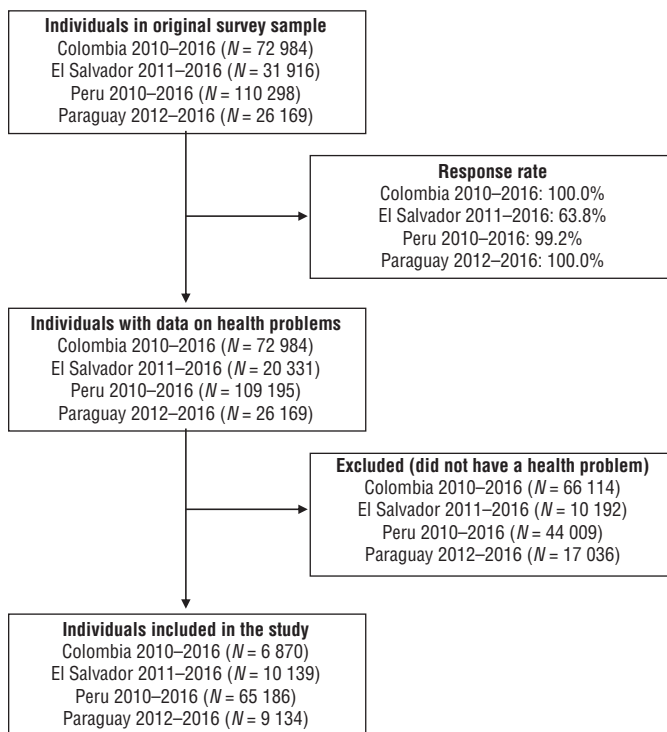 Individuals in original survey sample
Colombia 2010–2016 (N = 72 984)
El Salvador 2011–2016 (N = 31 916)
Peru 2010–2016 (N = 110 298)
Paraguay 2012–2016 (N = 26 169)
Response rate
Colombia 2010–2016: 100.0%
El Salvador 2011–2016: 63.8%
Peru 2010–2016: 99.2%
Paraguay 2012–2016: 100.0%
Individuals with data on health problems
Colombia 2010–2016 (N = 72 984)
El Salvador 2011–2016 (N = 20 331)
Peru 2010–2016 (N = 109 195)
Paraguay 2012–2016 (N = 26 169)
Excluded (did not have a health problem)
Colombia 2010–2016 (N = 66 114)
El Salvador 2011–2016 (N = 10 192)
Peru 2010–2016 (N = 44 009)
Paraguay 2012–2016 (N = 17 036)
Individuals included in the study
Colombia 2010–2016 (N = 6 870)
El Salvador 2011–2016 (N = 10 139)
Peru 2010–2016 (N = 65 186)
Paraguay 2012–2016 (N = 9 134)